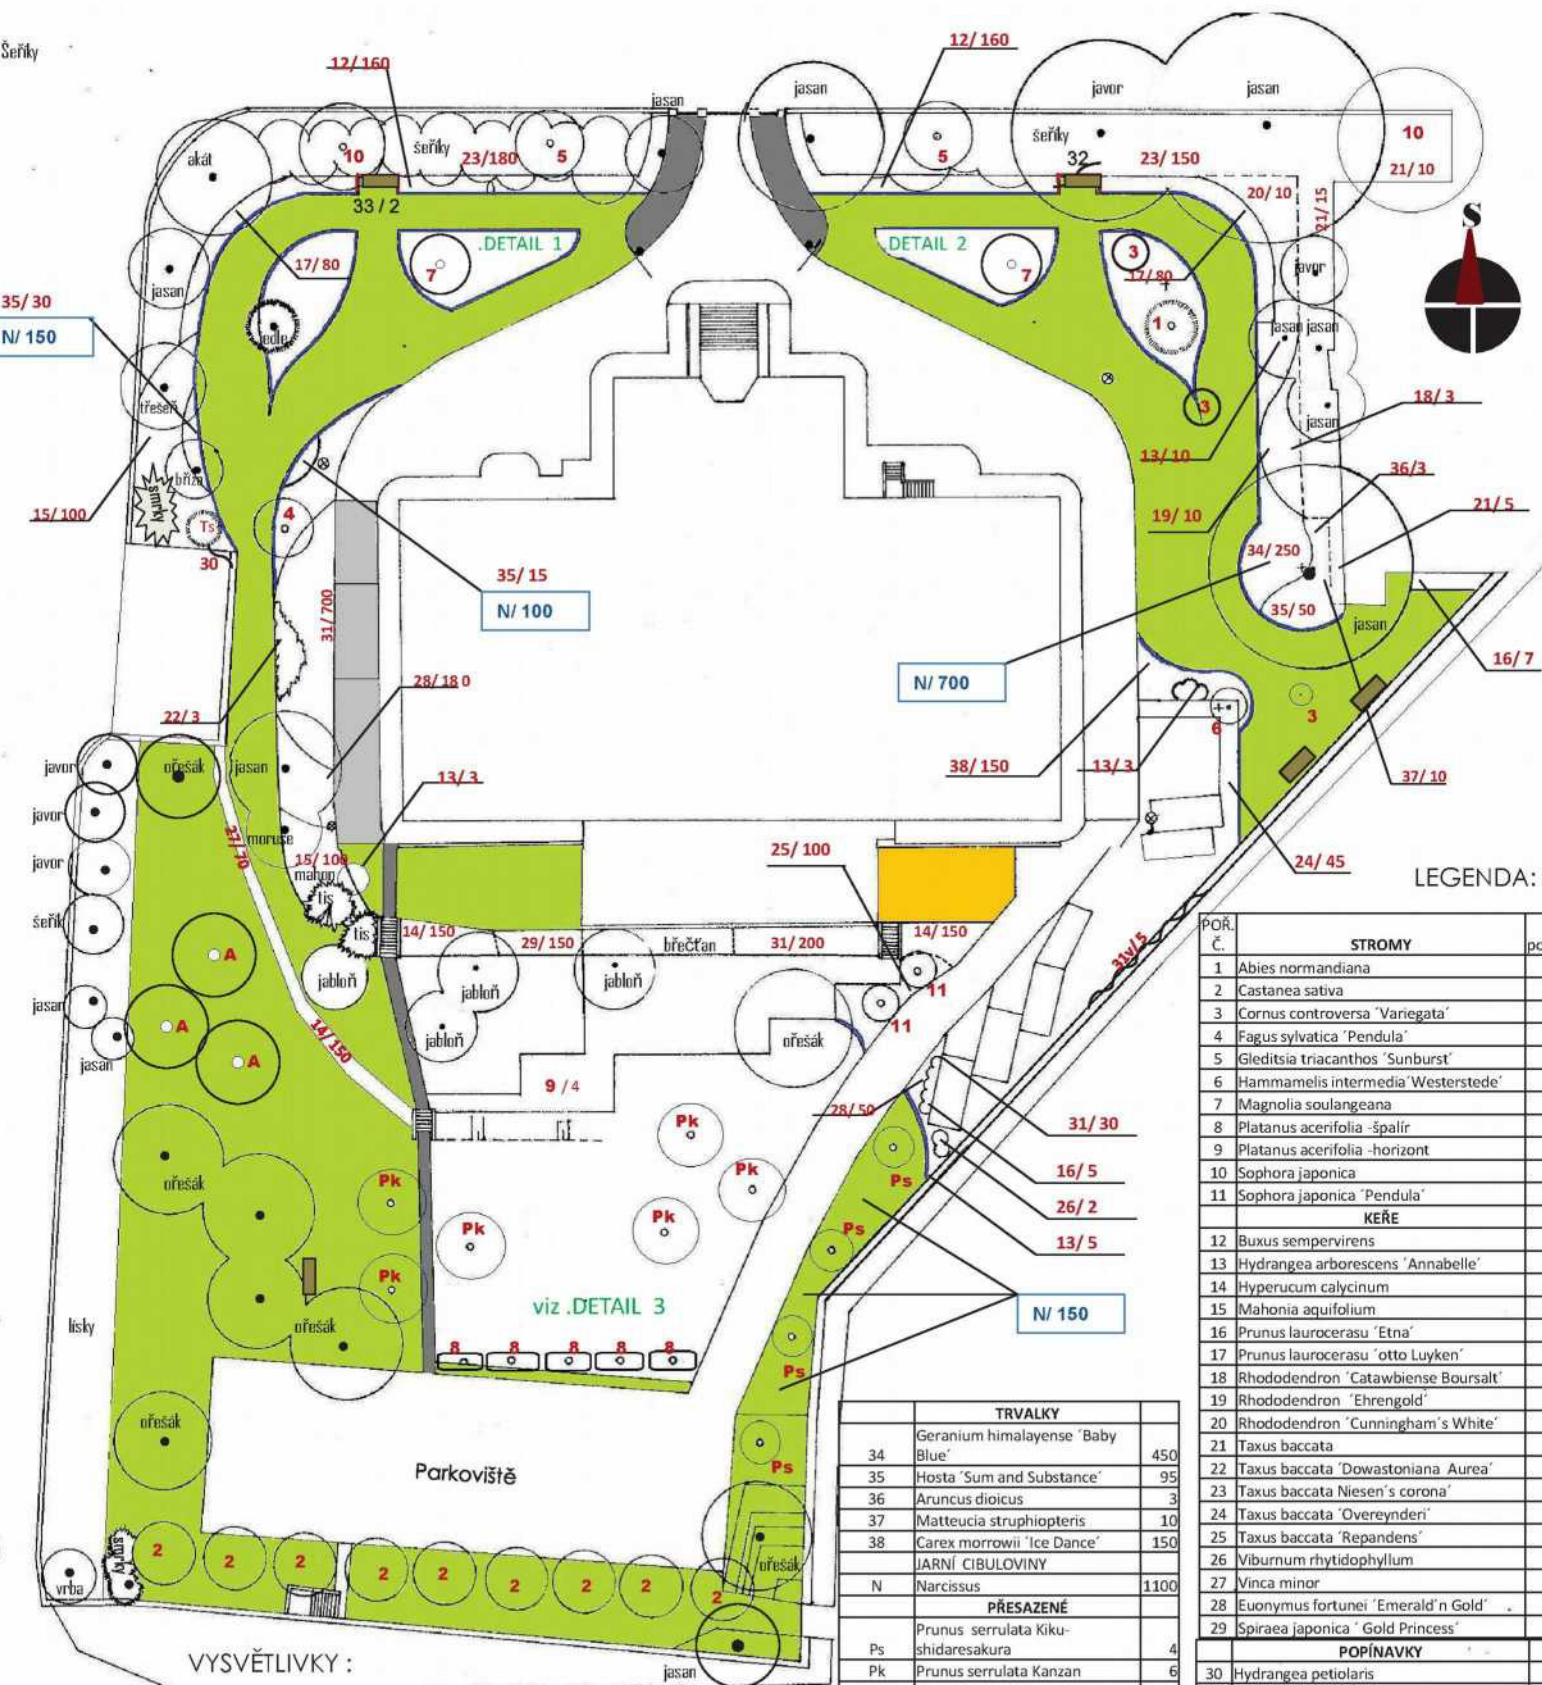 Šeříky
12/160
12/160
jasan
jasan
javor
jasan
akát
10
šeříky
23/180
5
5
šeříky
32
23/150
10
21/10
33/2
20/10
21/15
S
.DETAIL 1
.DETAIL 2
17/80
7
7
3
17/80
javor
jasan
35/30
N/150
jedle
1
jasan
jasan
třešeň
3
18/3
jasan
13/10
36/3
bříza
smrky
15/100
Ts
4
19/10
21/5
30
34/250
35/15
N/100
31/700
35/50
jasan
16/7
N/700
28/180
22/3
6
3
javor
ořešák
jasan
13/3
38/150
13/3
37/10
javor
27/70
moruše
javor
15/100
mahon
25/100
24/45
tis
šeřík
tis
14/150
29/150
břečťan
31/200
14/150
31v/5
A
jabloň
jabloň
jabloň
11
jasan
A
11
14/150
jabloň
ořešák
jasan
A
9 / 4
28/50
31/30
Pk
Pk
Ps
16/5
ořešák
Pk
Pk
Pk
Ps
26/2
13/5
Pk
viz .DETAIL 3
N/150
lísky
ořešák
8
8
8
8
8
Ps
ořešák
Parkoviště
Ps
smrky
2
2
2
2
2
2
2
2
2
ořešák
vrba
jasan
VYSVĚTLIVKY :
TRVALKY
34 Geranium himalayense ´Baby
Blue´ 450
35 Hosta ´Sum and Substance´ 95
36 Aruncus dioicus 3
37 Matteucia struphiopteris 10
38 Carex morrowii ´Ice Dance´ 150
JARNÍ CIBULOVINY
N Narcissus 1100
PŘESAZENÉ
Ps Prunus serrulata Kiku-
shidaresakura 4
Pk Prunus serrulata Kanzan 6
LEGENDA:
POŘ.
Č. STROMY
1 Abies normandiana
2 Castanea sativa
3 Cornus controversa ´Variegata´
4 Fagus sylvatica ´Pendula´
5 Gleditsia triacanthos ´Sunburst´
6 Hammamelis intermedia´Westerstede´
7 Magnolia soulangeana
8 Platanus acerifolia -špalír
9 Platanus acerifolia -horizont
10 Sophora japonica
11 Sophora japonica ´Pendula´
KEŘE
12 Buxus sempervirens
13 Hydrangea arborescens ´Annabelle´
14 Hyperucum calycinum
15 Mahonia aquifolium
16 Prunus laurocerasu ´Etna´
17 Prunus laurocerasu ´otto Luyken´
18 Rhododendron ´Catawbiense Boursalt´
19 Rhododendron ´Ehrengold´
20 Rhododendron ´Cunningham´s White´
21 Taxus baccata
22 Taxus baccata ´Dowastoniana Aurea´
23 Taxus baccata Niesen´s corona´
24 Taxus baccata ´Overeynderi´
25 Taxus baccata ´Repandens´
26 Viburnum rhytidophyllum
27 Vinca minor
28 Euonymus fortunei ´Emerald´n Gold´
29 Spiraea japonica ´ Gold Princess´
POPÍNAVKY
30 Hydrangea petiolaris